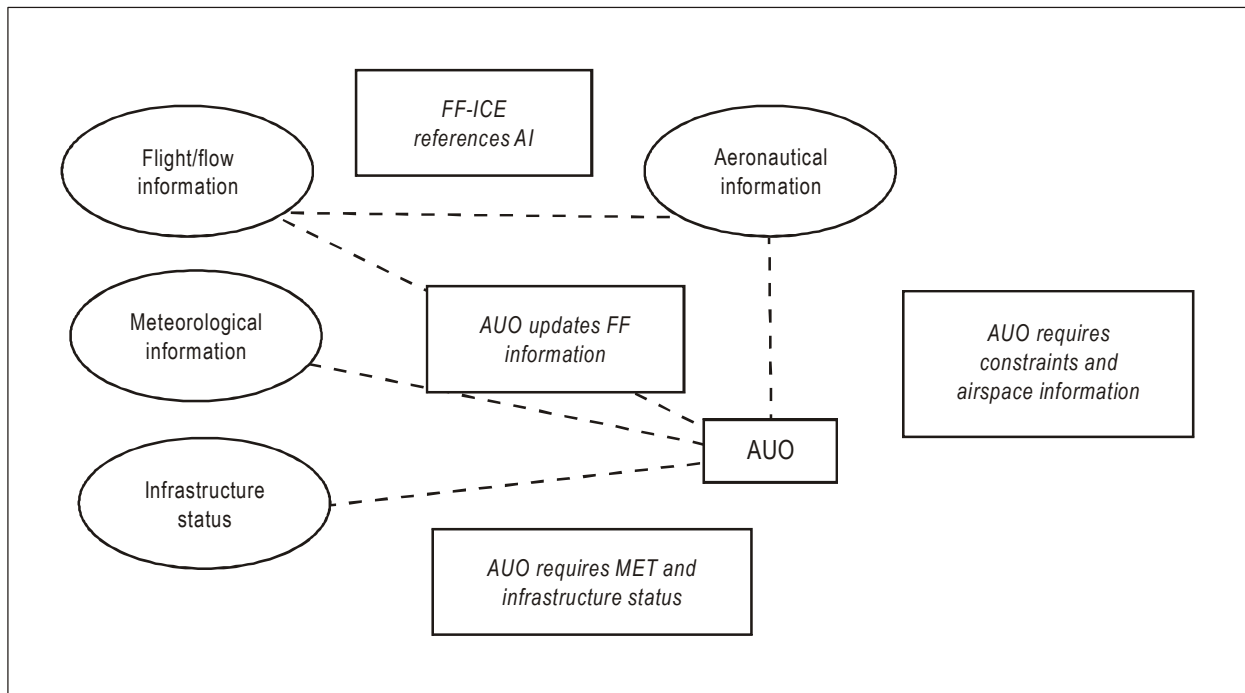 FF-ICE
references AI
Flight/flow
information
Aeronautical
information
Meteorological
information
AUO updates FF
information
AUO requires
constraints and
airspace information
AUO
Infrastructure
status
AUO requires MET and
infrastructure status